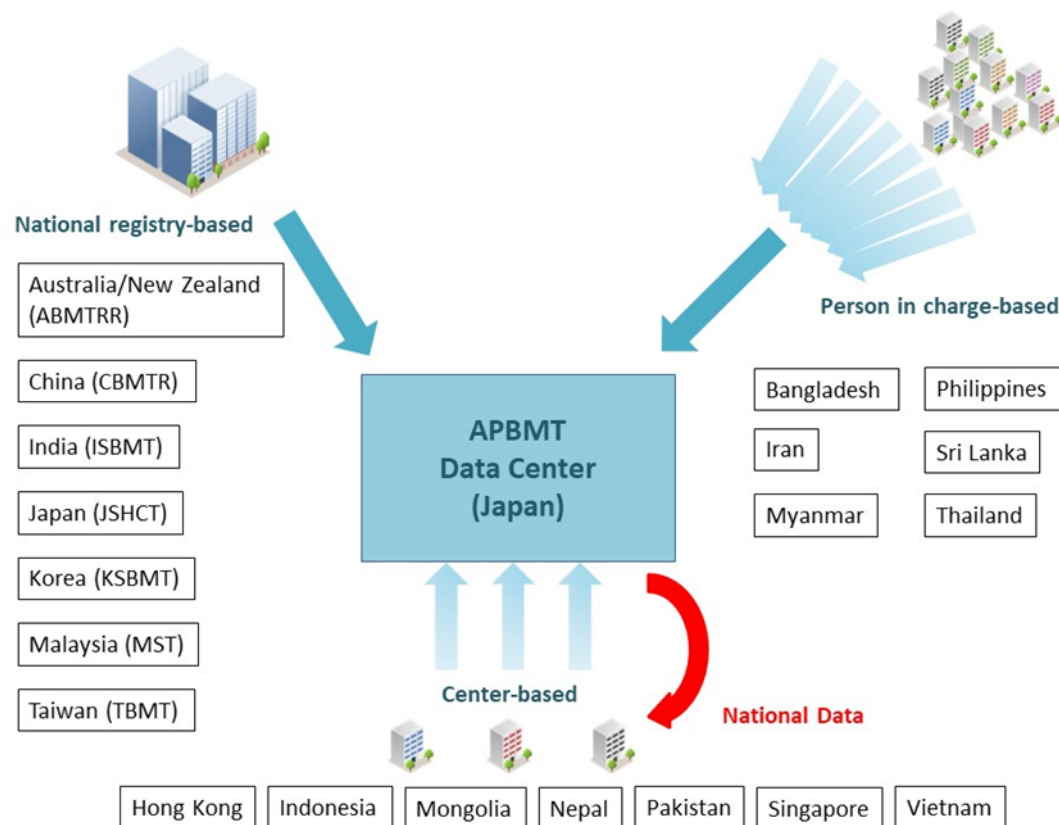 National registry-based
Australia/New Zealand
(ABMTRR)
China (CBMTR)
India (ISBMT)
Japan (JSHCT)
Korea (KSBMT)
Malaysia (MST)
Taiwan (TBMT)
APBMT
Data Center
(Japan)
Person in charge-based
Bangladesh
Philippines
Iran
Sri Lanka
Myanmar
Thailand
Center-based
National Data
Hong Kong
Indonesia
Mongolia
Nepal
Pakistan
Singapore
Vietnam